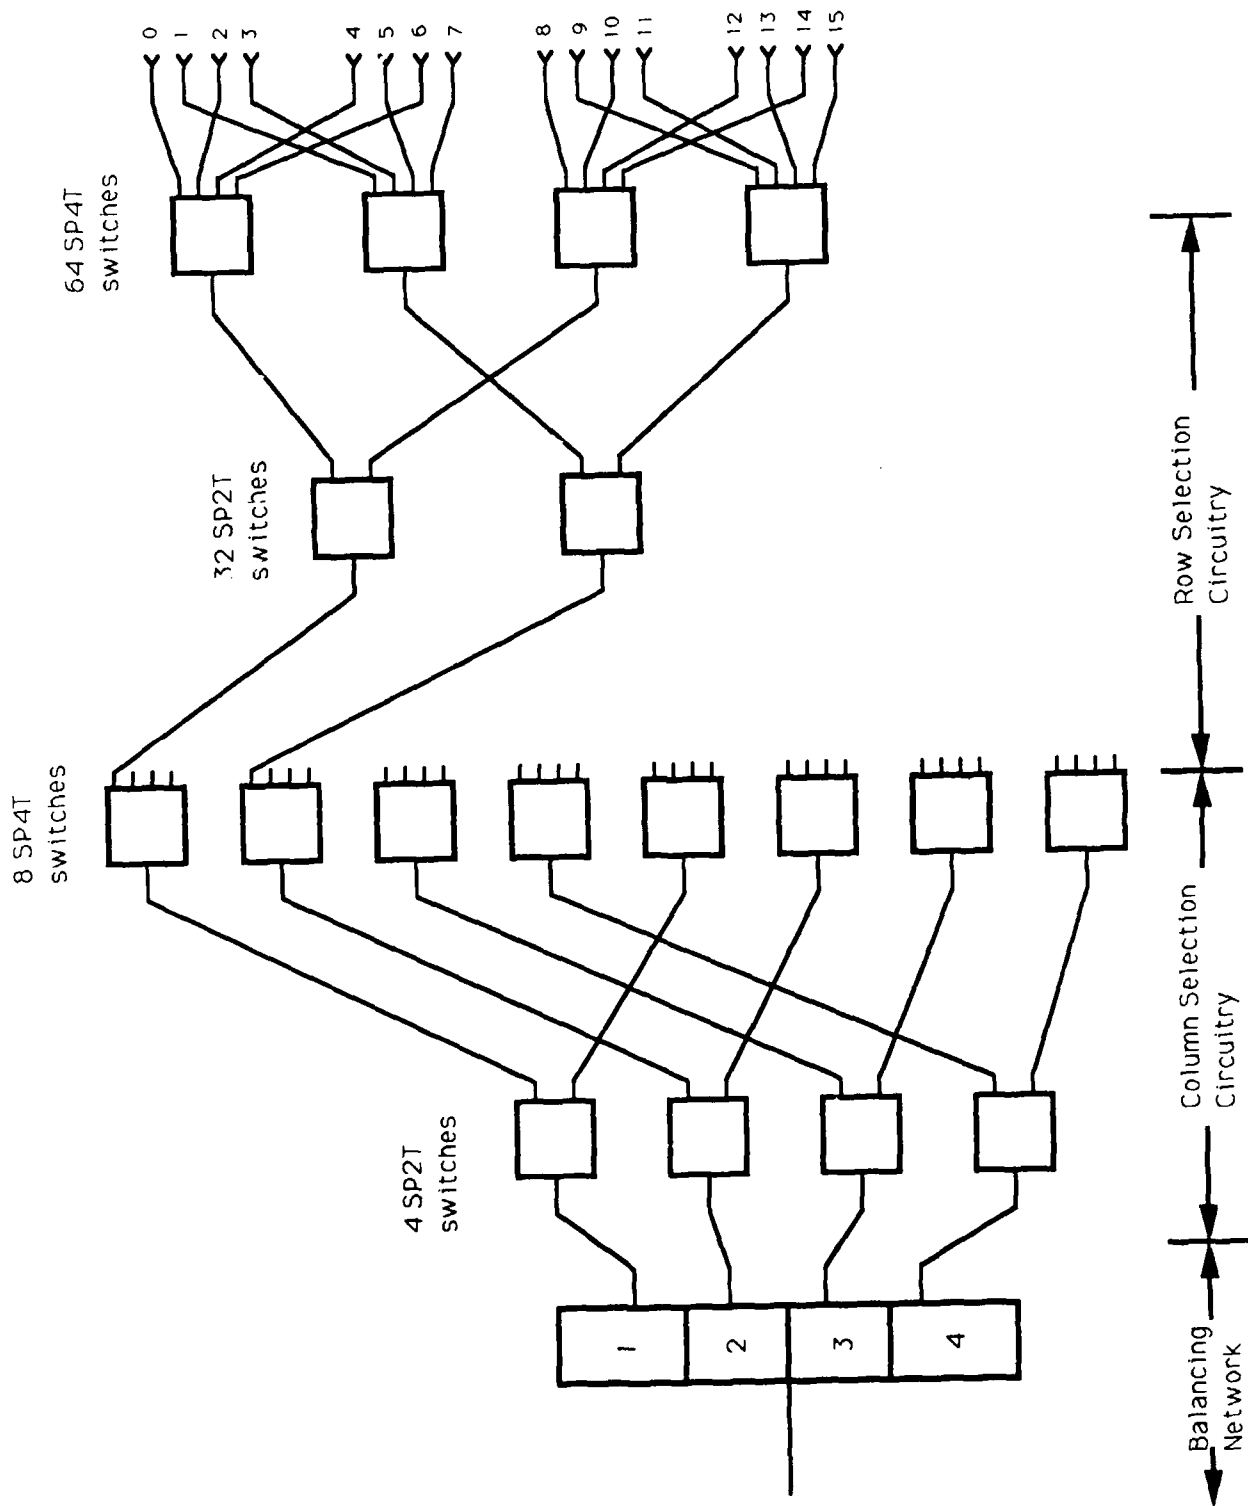 0
1
2
3
4
5
6
7
8
9
10
11
12
13
14
15
64 SP4T
switches
32 SP2T
switches
8 SP4T
switches
4 SP2T
switches
1
2
3
4
Row Selection
Circuitry
Column Selection
Circuitry
Balancing
Network